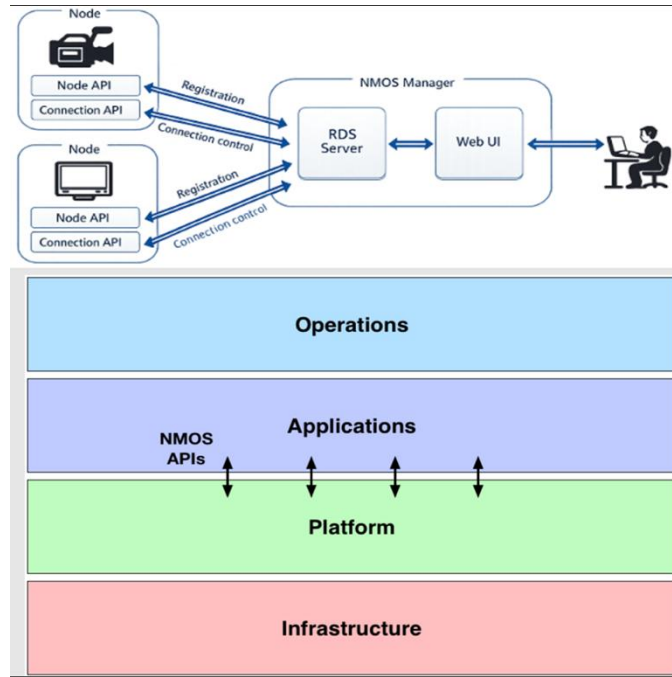 Node
Node API
Connection API
Registration
Connection control
Node
Node API
Connection API
Registration
Connection control
NMOS Manager
RDS
Server
Web UI
Operations
Applications
NMOS
APIs
Platform
Infrastructure